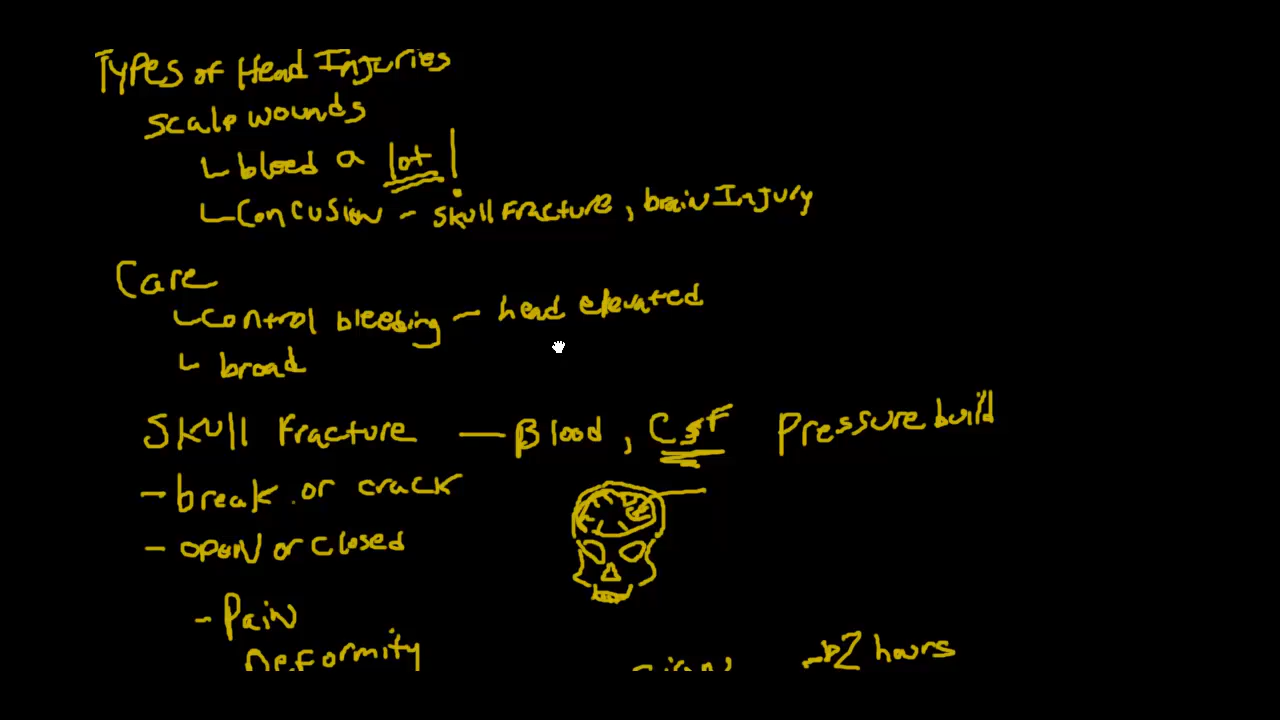 Types of Head Injuries
Scalp wounds
bleed a lot!
Concusion - skull Fracture, brain Injury
Care
control bleeding - head elevated
broad
Skull Fracture - Blood, CSF Pressure build
- break or crack
- open or closed
- Pain
Deformity
signs 2 hours